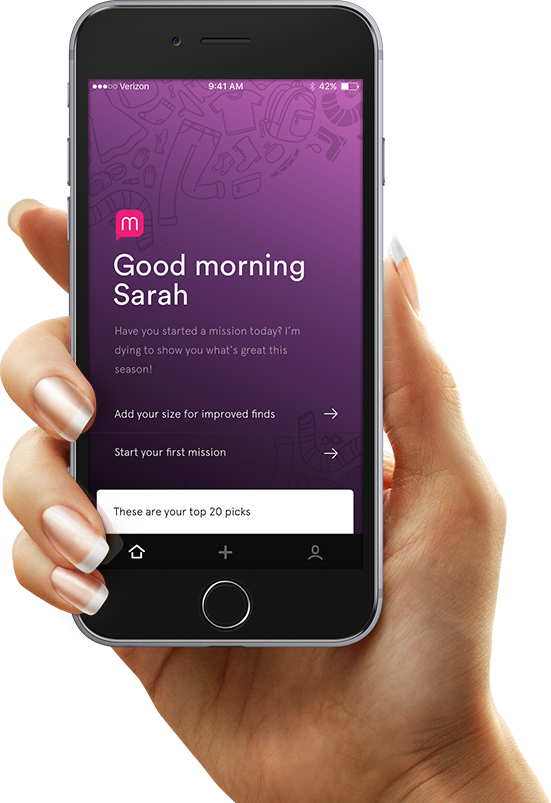 Verizon 9:41 AM 42%
m
Good morning
Sarah
Have you started a mission today? I'm
dying to show you what's great this
season!
Add your size for improved finds
Start your first mission
These are your top 20 picks